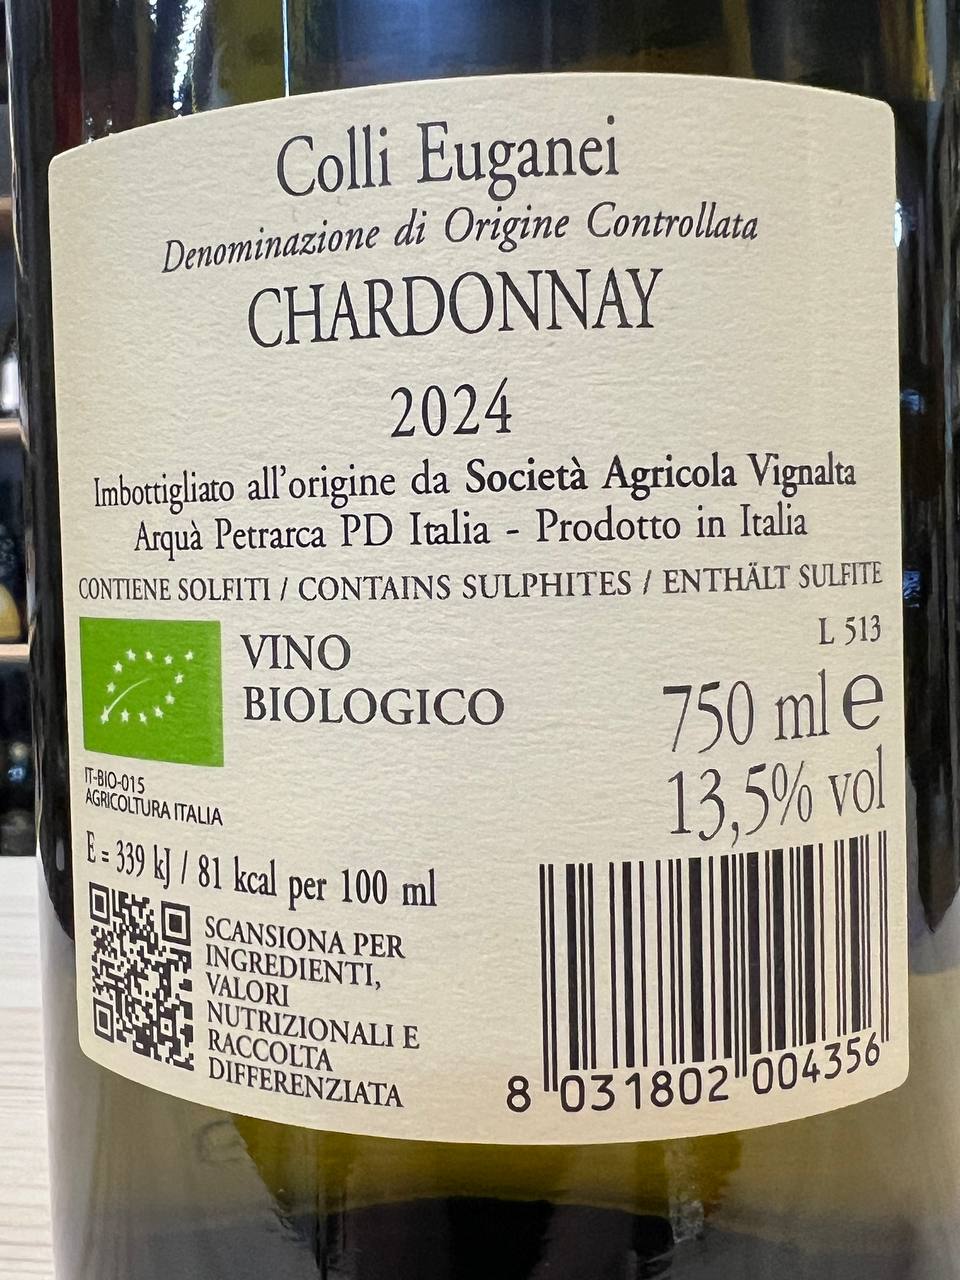 Colli Euganei
Denominazione di Origine Controllata
CHARDONNAY
2024
Imbottigliato all'origine da Società Agricola Vignalta
Arquà Petrarca PD Italia - Prodotto in Italia
CONTIENE SOLFITI / CONTAINS SULPHITES / ENTHÄLT SULFITE
L 513
VINO
BIOLOGICO
750 ml e
13,5% vol
IT-BIO-015
AGRICOLTURA ITALIA
E = 339 kJ / 81 kcal per 100 ml
SCANSIONA PER
INGREDIENTI,
VALORI
NUTRIZIONALI E
RACCOLTA
DIFFERENZIATA
8 031802 004356